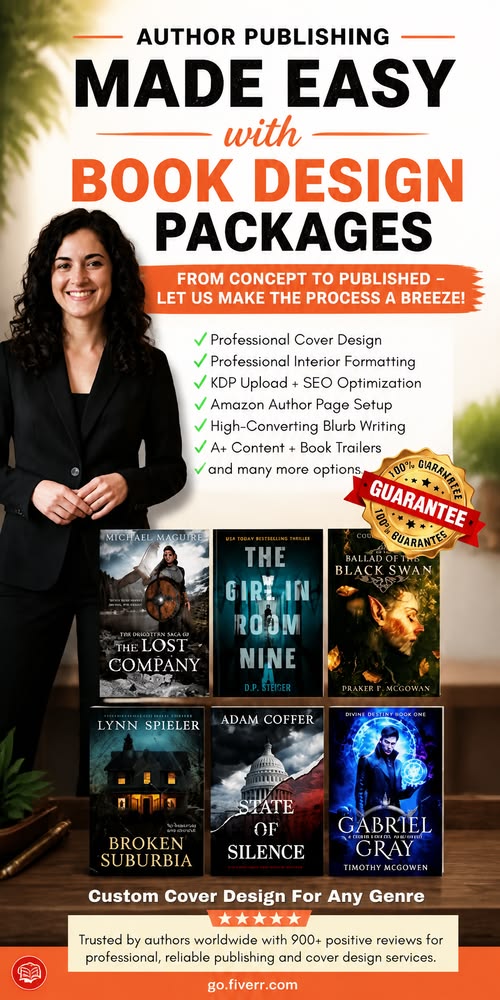 AUTHOR PUBLISHING
MADE EASY
with
BOOK DESIGN
PACKAGES
FROM CONCEPT TO PUBLISHED –
LET US MAKE THE PROCESS A BREEZE!
✓ Professional Cover Design
✓ Professional Interior Formatting
✓ KDP Upload + SEO Optimization
✓ Amazon Author Page Setup
✓ High-Converting Blurb Writing
✓ A+ Content + Book Trailers
✓ and many more options
100%
GUARANTEE
100%
MICHAEL MAGUIRE
THE LOST
COMPANY
USA TODAY BESTSELLING THRILLER
THE
GIRL IN
ROOM
NINE
D.P. STEIGER
BALLAD OF THE
BLACK SWAN
PRAKER F. MCGOWAN
LYNN SPIELER
BROKEN
SUBURBIA
ADAM COFFER
STATE
OF
SILENCE
DIVINE DESTINY BOOK ONE
GABRIEL
GRAY
TIMOTHY MCGOWEN
Custom Cover Design For Any Genre
Trusted by authors worldwide with 900+ positive reviews for
professional, reliable publishing and cover design services.
go.fiverr.com